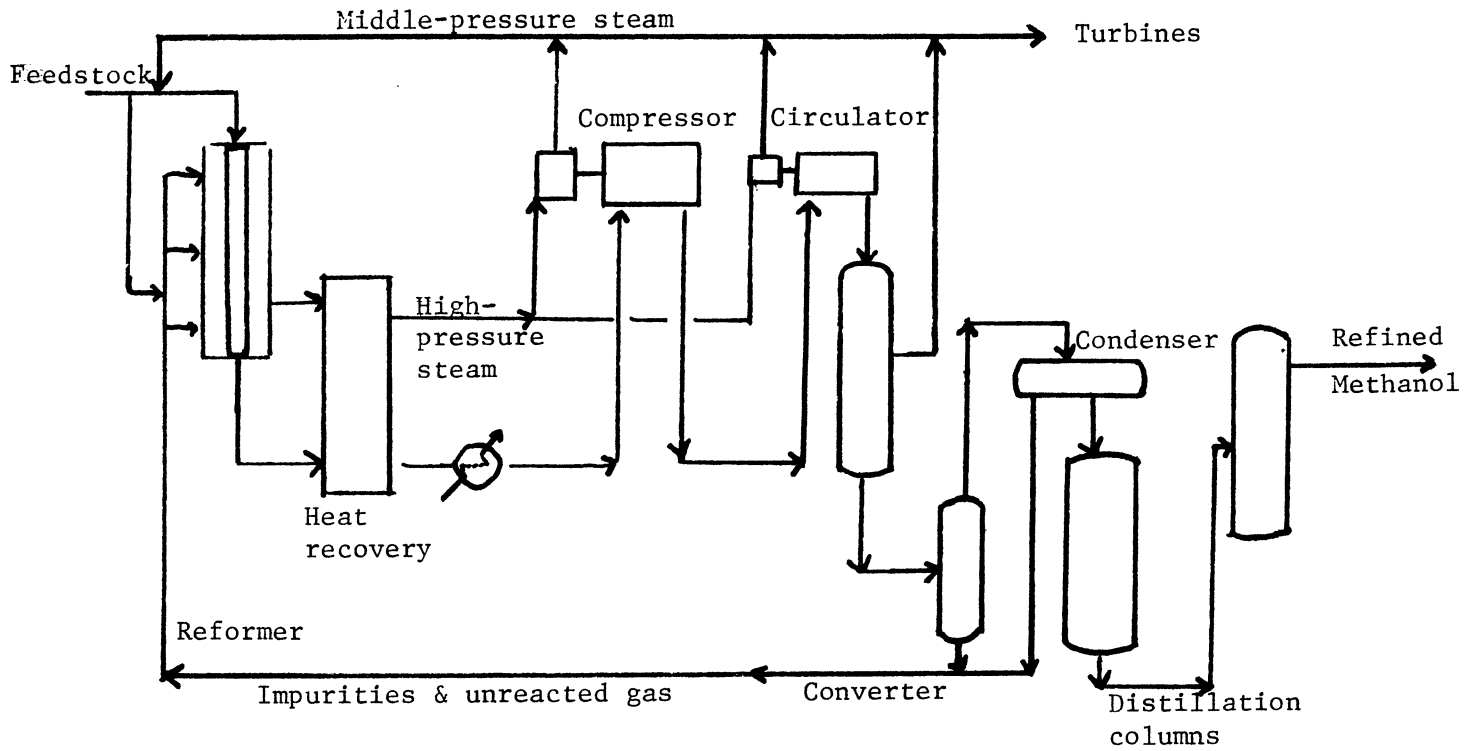 Middle-pressure steam
Turbines
Feedstock
Compressor
Circulator
High-
pressure
steam
Condenser
Refined
Methanol
Heat
recovery
Reformer
Impurities & unreacted gas
Converter
Distillation
columns